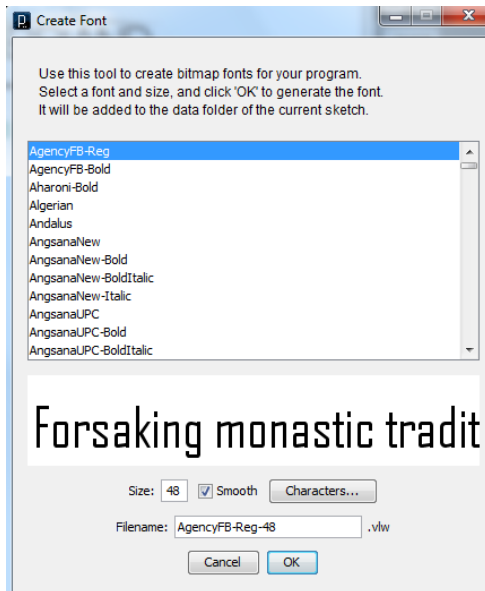 Create Font
Use this tool to create bitmap fonts for your program.
Select a font and size, and click 'OK' to generate the font.
It will be added to the data folder of the current sketch.
AgencyFB-Reg
AgencyFB-Bold
Aharoni-Bold
Algerian
Andalus
AngsanaNew
AngsanaNew-Bold
AngsanaNew-BoldItalic
AngsanaNew-Italic
AngsanaUPC
AngsanaUPC-Bold
AngsanaUPC-BoldItalic
Forsaking monastic tradit
Size: 48 Smooth Characters...
Filename: AgencyFB-Reg-48 .vlw
Cancel OK